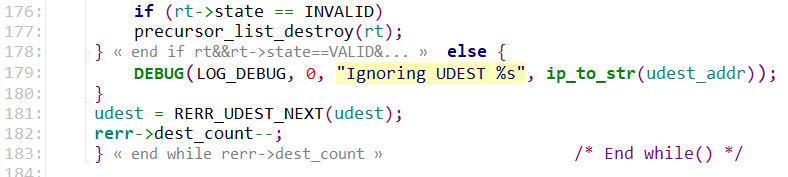 176: if (rt->state == INVALID)
177: precursor_list_destroy(rt);
178: } « end if rt&&rt->state==VALID&... » else {
179: DEBUG(LOG_DEBUG, 0, "Ignoring UDEST %s", ip_to_str(udest_addr));
180: }
181: udest = RERR_UDEST_NEXT(udest);
182: rerr->dest_count--;
183: } « end while rerr->dest_count » /* End while() */
184: